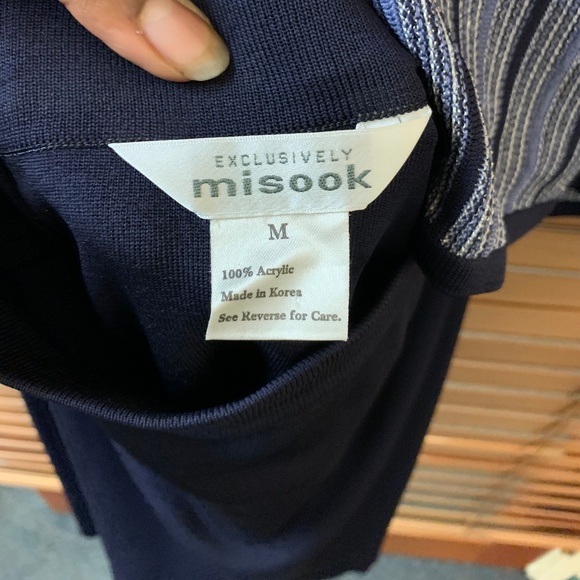 EXCLUSIVELY
misook
M
100% Acrylic
Made in Korea
See Reverse for Care.